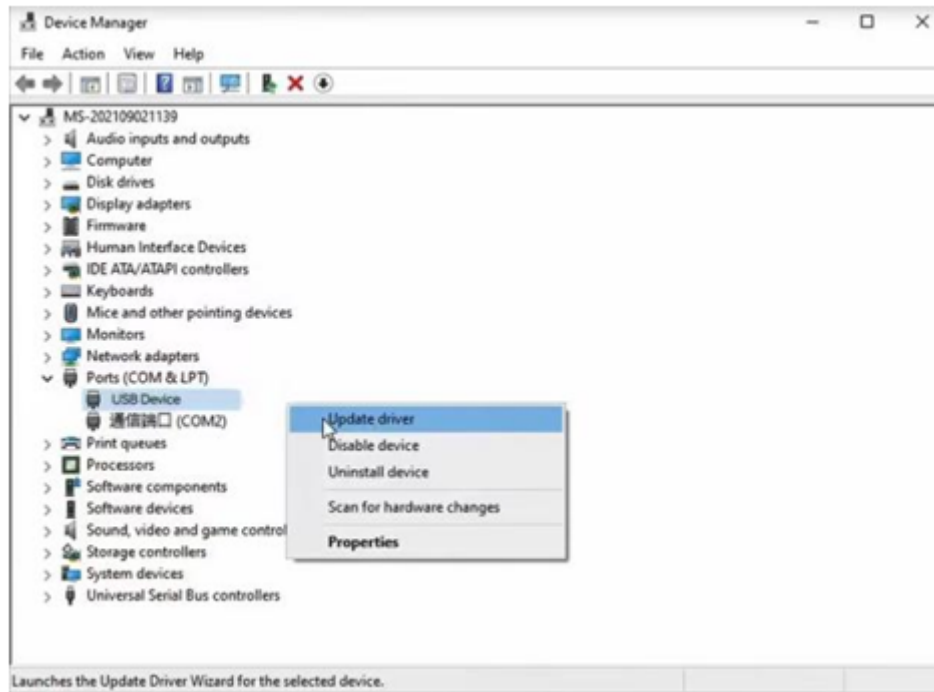 Device Manager
File Action View Help
MS-202109021139
Audio inputs and outputs
Computer
Disk drives
Display adapters
Firmware
Human Interface Devices
IDE ATA/ATAPI controllers
Keyboards
Mice and other pointing devices
Monitors
Network adapters
Ports (COM & LPT)
USB Device
通信端口 (COM2)
Print queues
Processors
Software components
Software devices
Sound, video and game control
Storage controllers
System devices
Universal Serial Bus controllers
Update driver
Disable device
Uninstall device
Scan for hardware changes
Properties
Launches the Update Driver Wizard for the selected device.